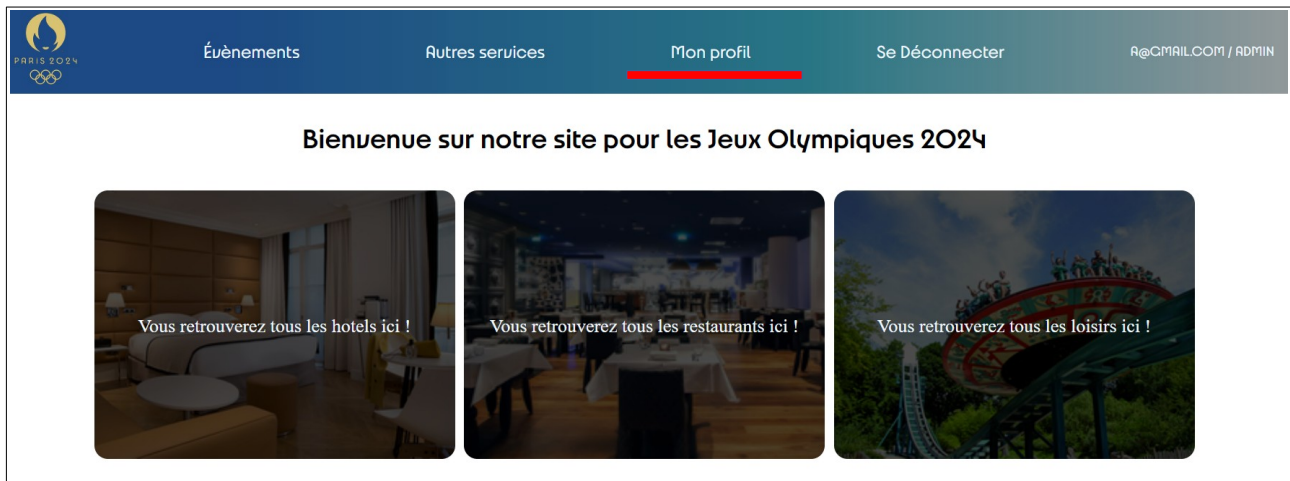 PARIS 2024
Évènements
Autres services
Mon profil
Se Déconnecter
A@GMAIL.COM / ADMIN
Bienvenue sur notre site pour les Jeux Olympiques 2024
Vous retrouverez tous les hotels ici !
Vous retrouverez tous les restaurants ici !
Vous retrouverez tous les loisirs ici !